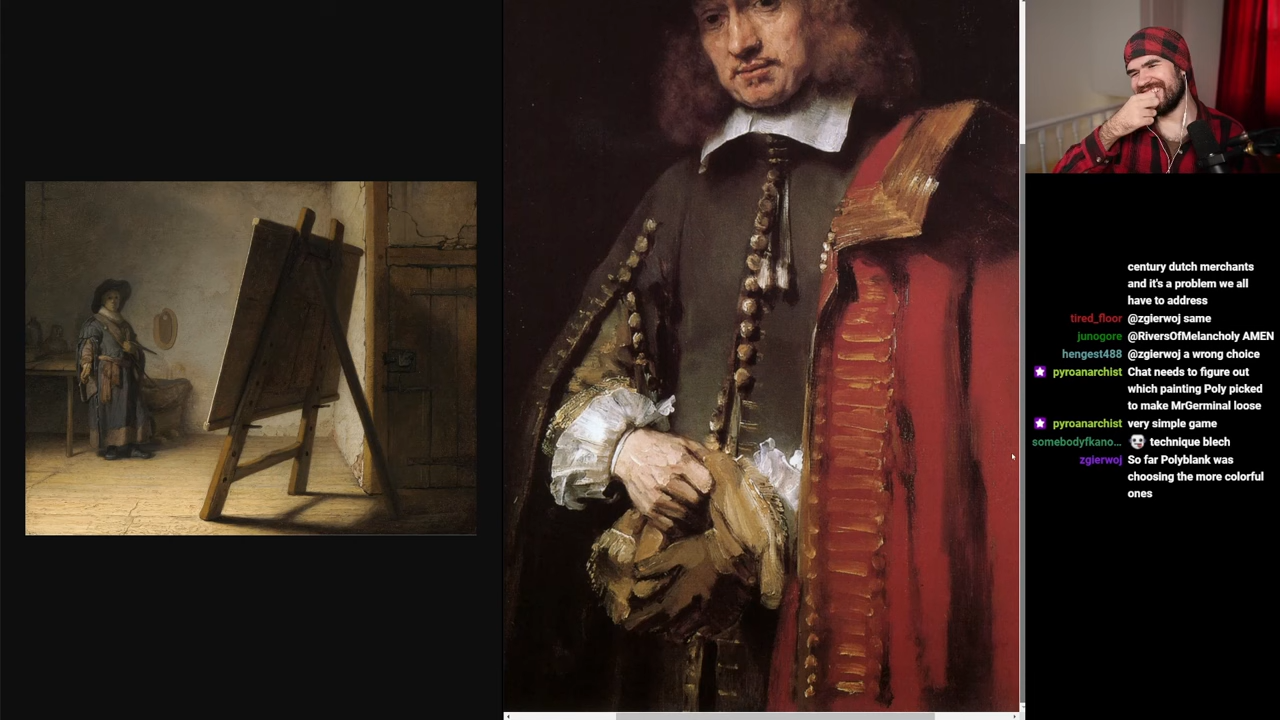 century dutch merchants
and it's a problem we all
have to address
tired_floor @zgierwoj same
junogore @RiversOfMelancholy AMEN
hengest488 @zgierwoj a wrong choice
pyroanarchist Chat needs to figure out
which painting Poly picked
to make MrGerminal loose
pyroanarchist very simple game
somebodyfkano... technique blech
zgierwoj So far Polyblank was
choosing the more colorful
ones